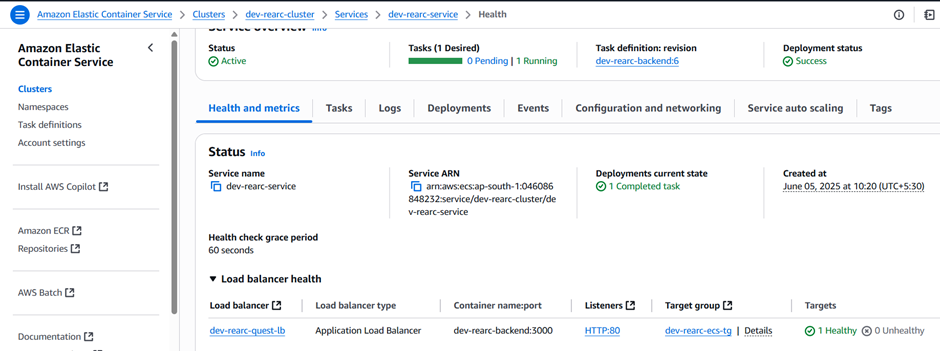 Amazon Elastic Container Service > Clusters > dev-rearc-cluster > Services > dev-rearc-service > Health
Amazon Elastic
Container Service
Clusters
Namespaces
Task definitions
Account settings
Install AWS Copilot
Amazon ECR
Repositories
AWS Batch
Documentation
Service overview Info
Status
Active
Tasks (1 Desired)
0 Pending | 1 Running
Task definition: revision
dev-rearc-backend:6
Deployment status
Success
Health and metrics
Tasks
Logs
Deployments
Events
Configuration and networking
Service auto scaling
Tags
Status Info
Service name
dev-rearc-service
Service ARN
arn:aws:ecs:ap-south-1:046086
848232:service/dev-rearc-cluster/de
v-rearc-service
Deployments current state
1 Completed task
Created at
June 05, 2025 at 10:20 (UTC+5:30)
Health check grace period
60 seconds
Load balancer health
Load balancer
Load balancer type
Container name:port
Listeners
Target group
Targets
dev-rearc-quest-lb
Application Load Balancer
dev-rearc-backend:3000
HTTP:80
dev-rearc-ecs-tg | Details
1 Healthy 0 Unhealthy